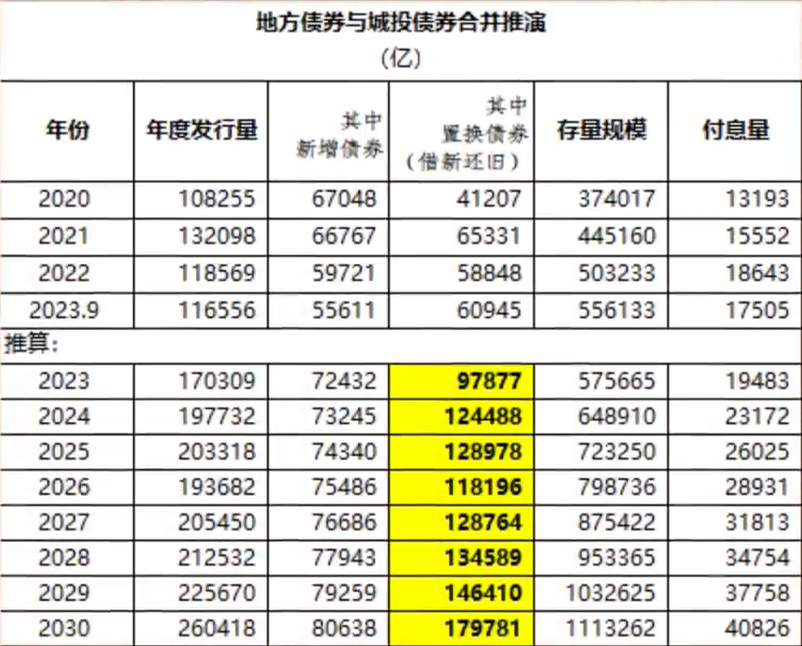 地方债券与城投债券合并推演
（亿）
年份 年度发行量 其中新增债券 其中置换债券（借新还旧） 存量规模 付息量
2020 108255 67048 41207 374017 13193
2021 132098 66767 65331 445160 15552
2022 118569 59721 58848 503233 18643
2023.9 116556 55611 60945 556133 17505
推算：
2023 170309 72432 97877 575665 19483
2024 197732 73245 124488 648910 23172
2025 203318 74340 128978 723250 26025
2026 193682 75486 118196 798736 28931
2027 205450 76686 128764 875422 31813
2028 212532 77943 134589 953365 34754
2029 225670 79259 146410 1032625 37758
2030 260418 80638 179781 1113262 40826